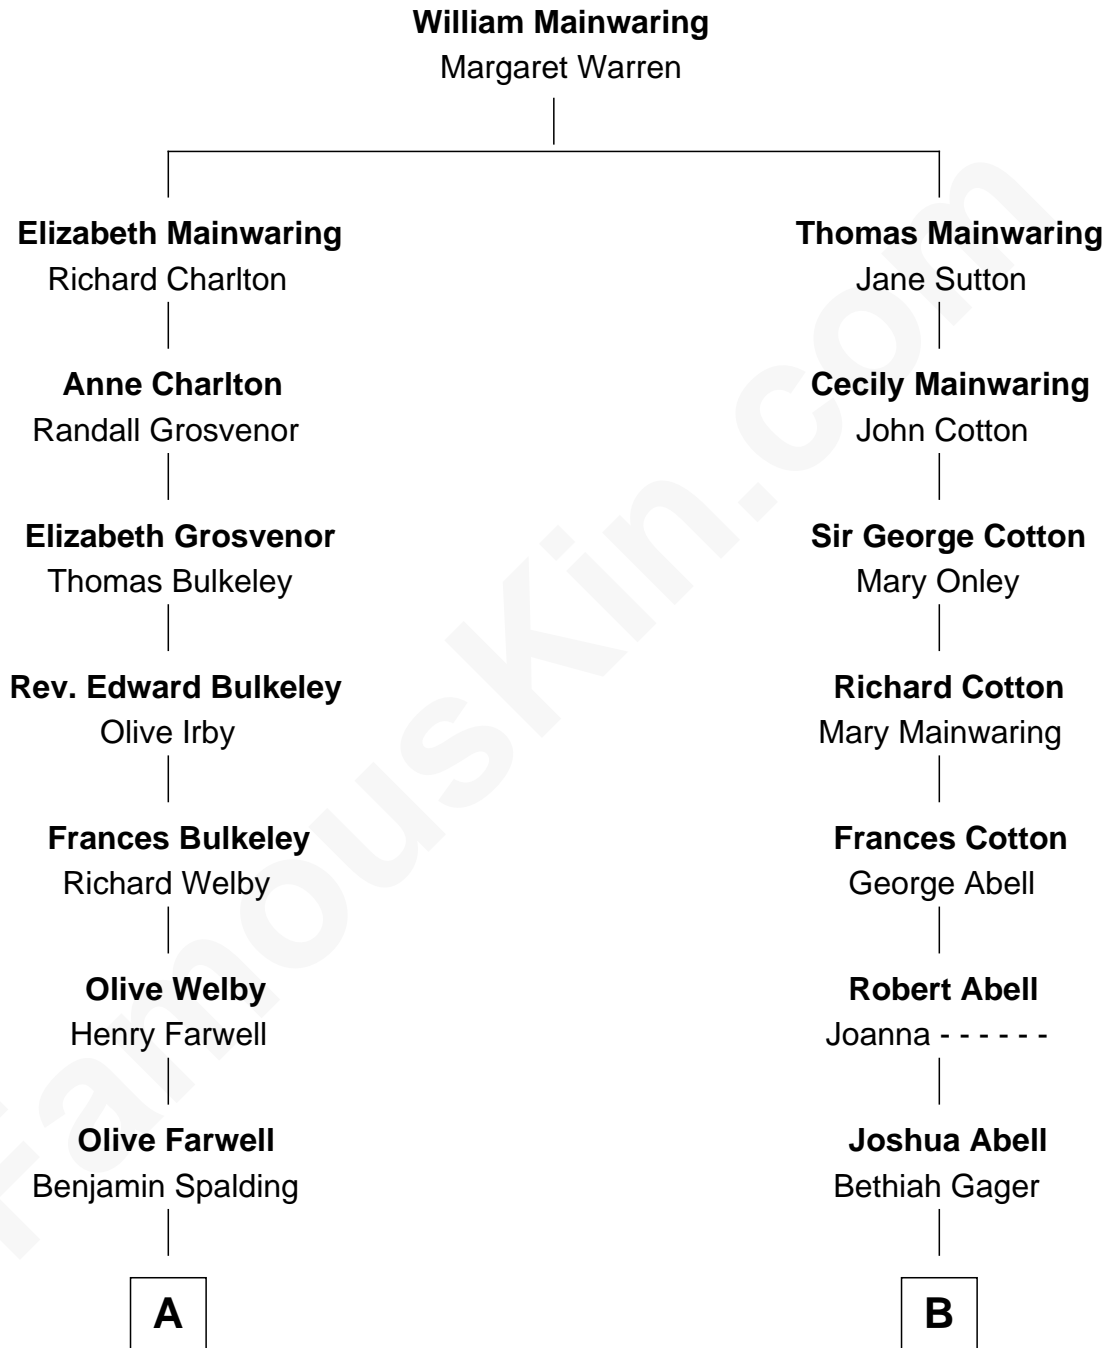 William Mainwaring
Margaret Warren
Elizabeth Mainwaring
Richard Charlton
Thomas Mainwaring
Jane Sutton
Anne Charlton
Randall Grosvenor
Cecily Mainwaring
John Cotton
Elizabeth Grosvenor
Thomas Bulkeley
Sir George Cotton
Mary Onley
Rev. Edward Bulkeley
Olive Irby
Richard Cotton
Mary Mainwaring
Frances Bulkeley
Richard Welby
Frances Cotton
George Abell
Olive Welby
Henry Farwell
Robert Abell
Joanna - - - - - -
Olive Farwell
Benjamin Spalding
Joshua Abell
Bethiah Gager
A
B
FamousKin.com